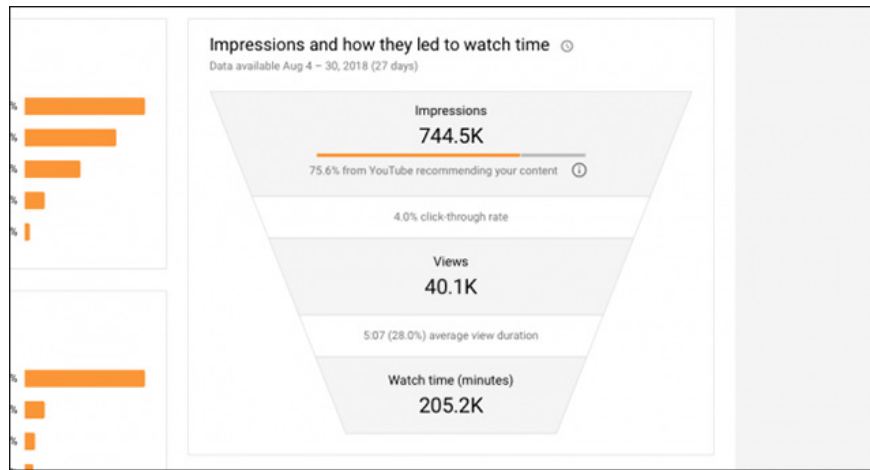 Impressions and how they led to watch time
Data available Aug 4 – 30, 2018 (27 days)
Impressions
744.5K
75.6% from YouTube recommending your content
4.0% click-through rate
Views
40.1K
5:07 (28.0%) average view duration
Watch time (minutes)
205.2K
%
%
%
%
%
%
%
%